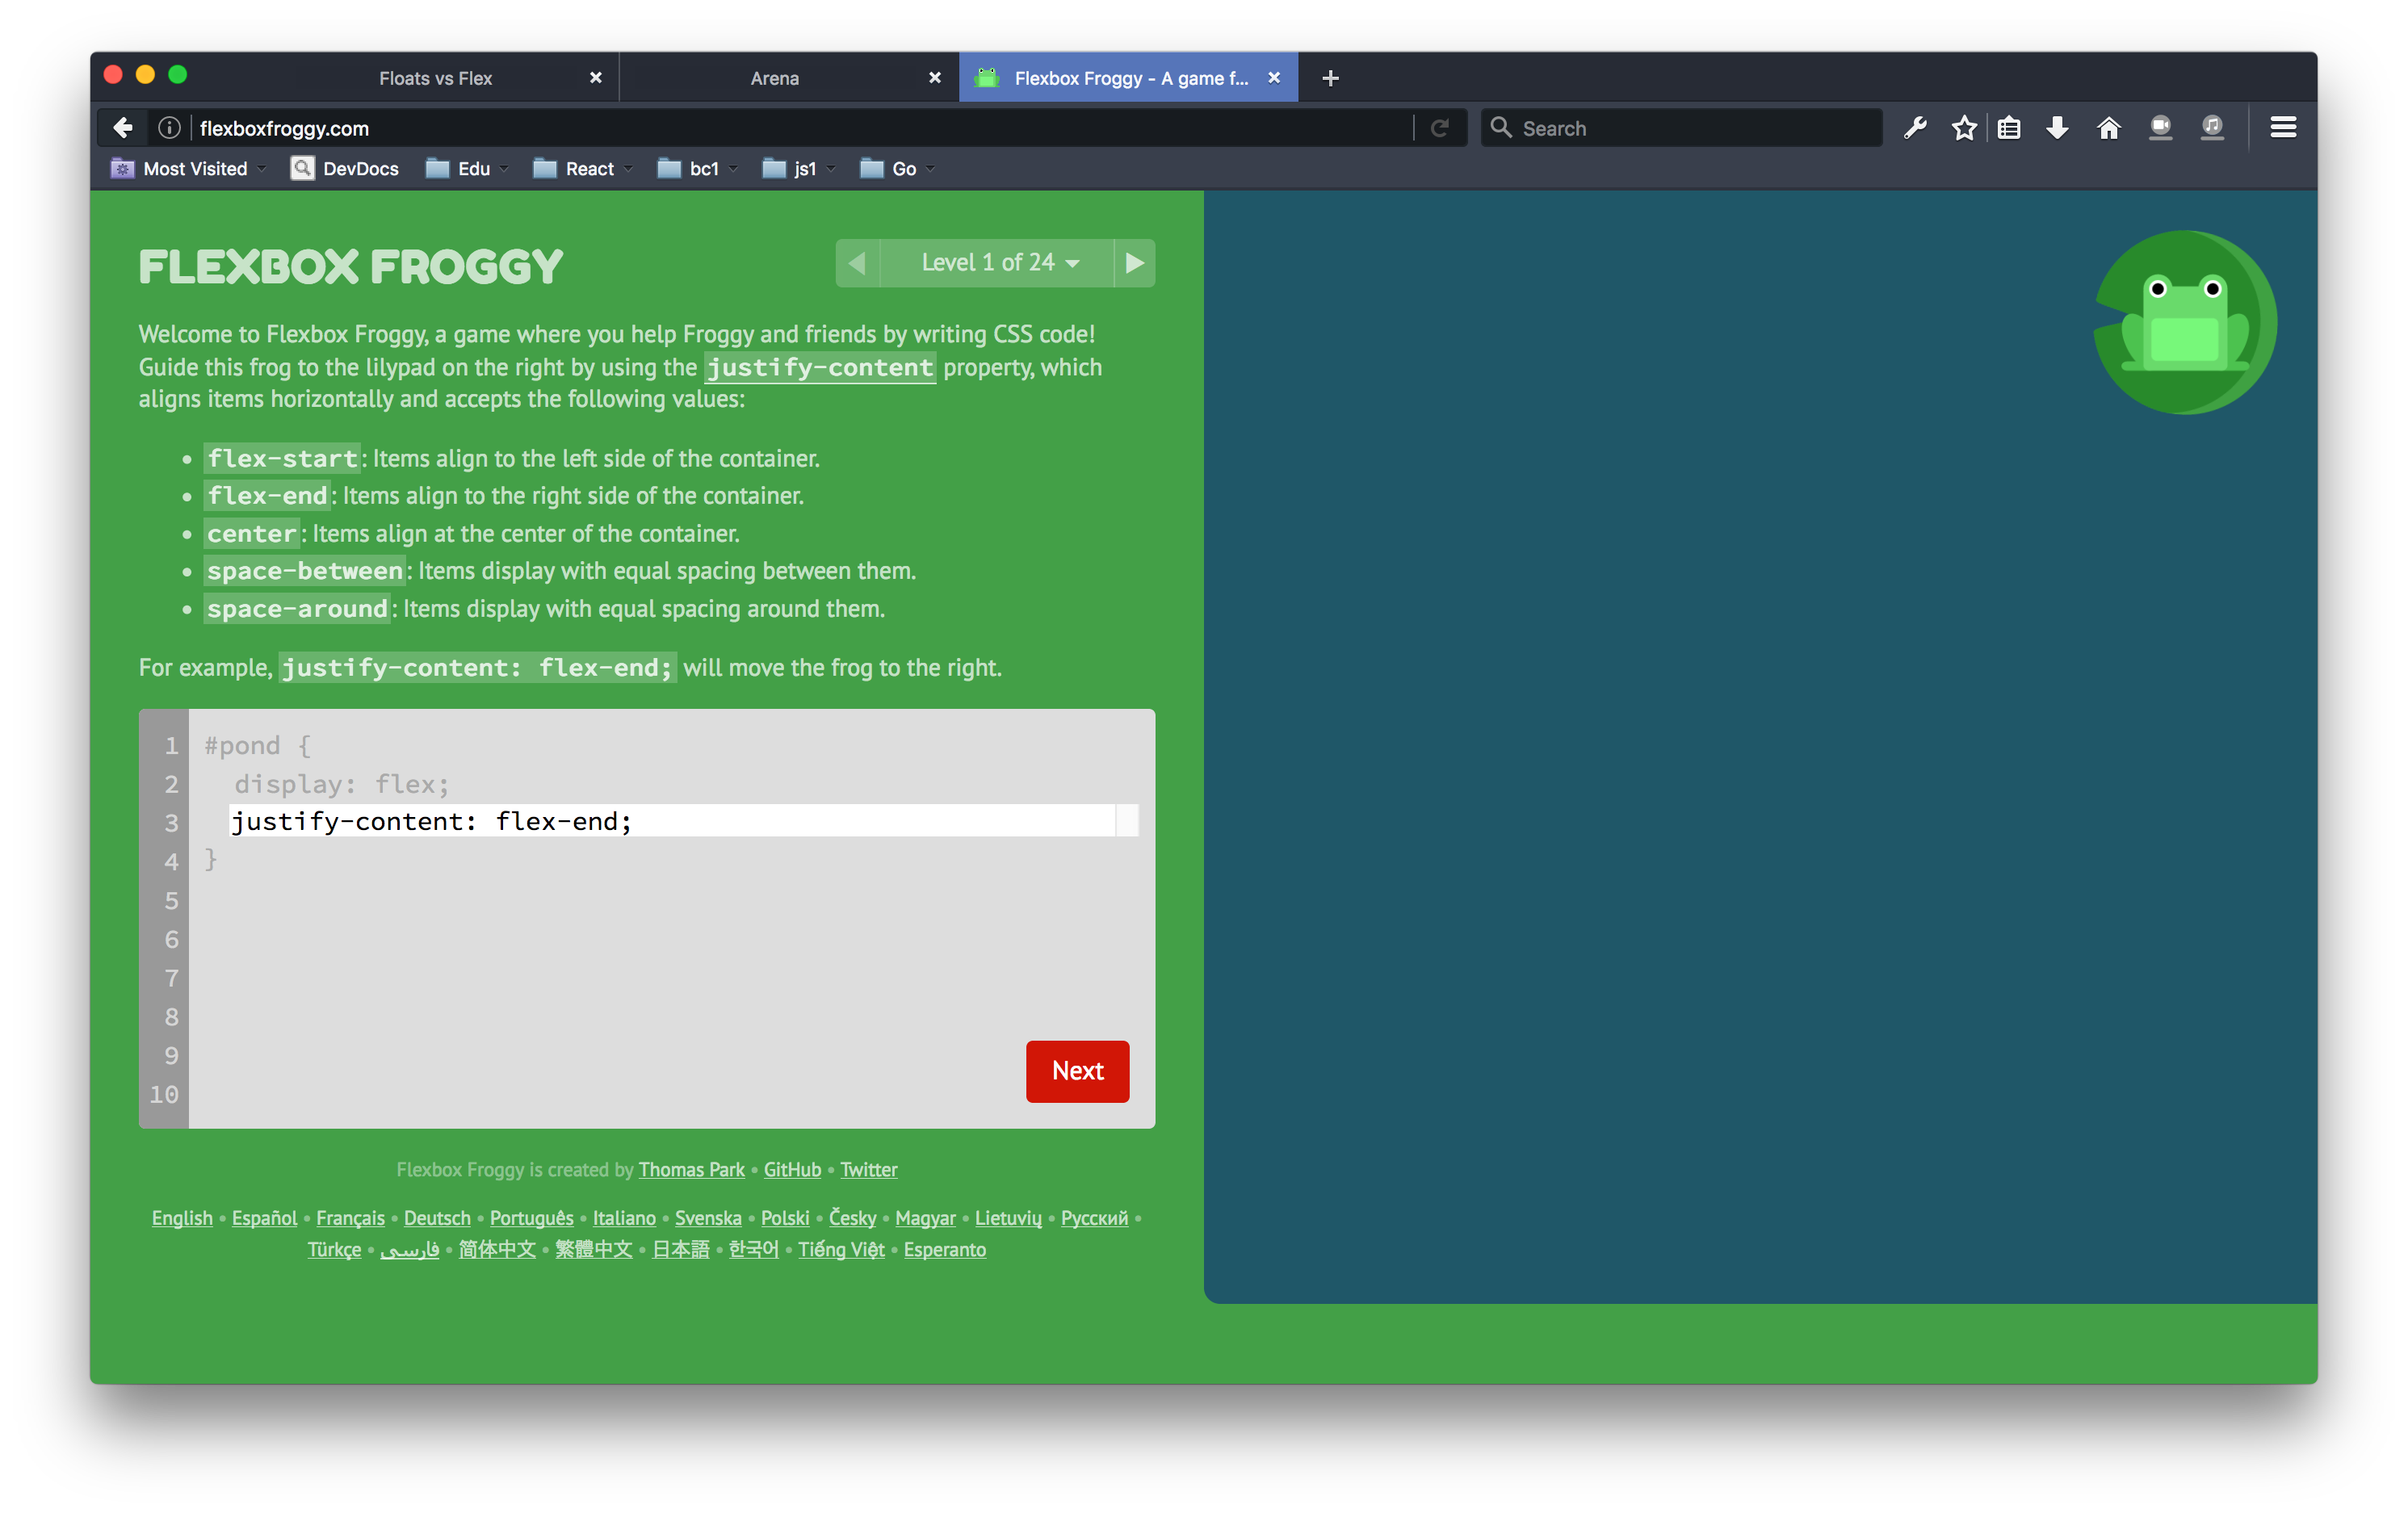 Floats vs Flex
Arena
Flexbox Froggy - A game f...
flexboxfroggy.com
Search
Most Visited
DevDocs
Edu
React
bc1
js1
Go
FLEXBOX FROGGY
Level 1 of 24
Welcome to Flexbox Froggy, a game where you help Froggy and friends by writing CSS code!
Guide this frog to the lilypad on the right by using the justify-content property, which
aligns items horizontally and accepts the following values:
• flex-start: Items align to the left side of the container.
• flex-end: Items align to the right side of the container.
• center: Items align at the center of the container.
• space-between: Items display with equal spacing between them.
• space-around: Items display with equal spacing around them.
For example, justify-content: flex-end; will move the frog to the right.
1 #pond {
2 display: flex;
3 justify-content: flex-end;
4 }
5
6
7
8
9
10
Next
Flexbox Froggy is created by Thomas Park • GitHub • Twitter
English • Español • Français • Deutsch • Português • Italiano • Svenska • Polski • Česky • Magyar • Lietuvių • Русский •
Türkçe • فارسی • 简体中文 • 繁體中文 • 日本語 • 한국어 • Tiếng Việt • Esperanto